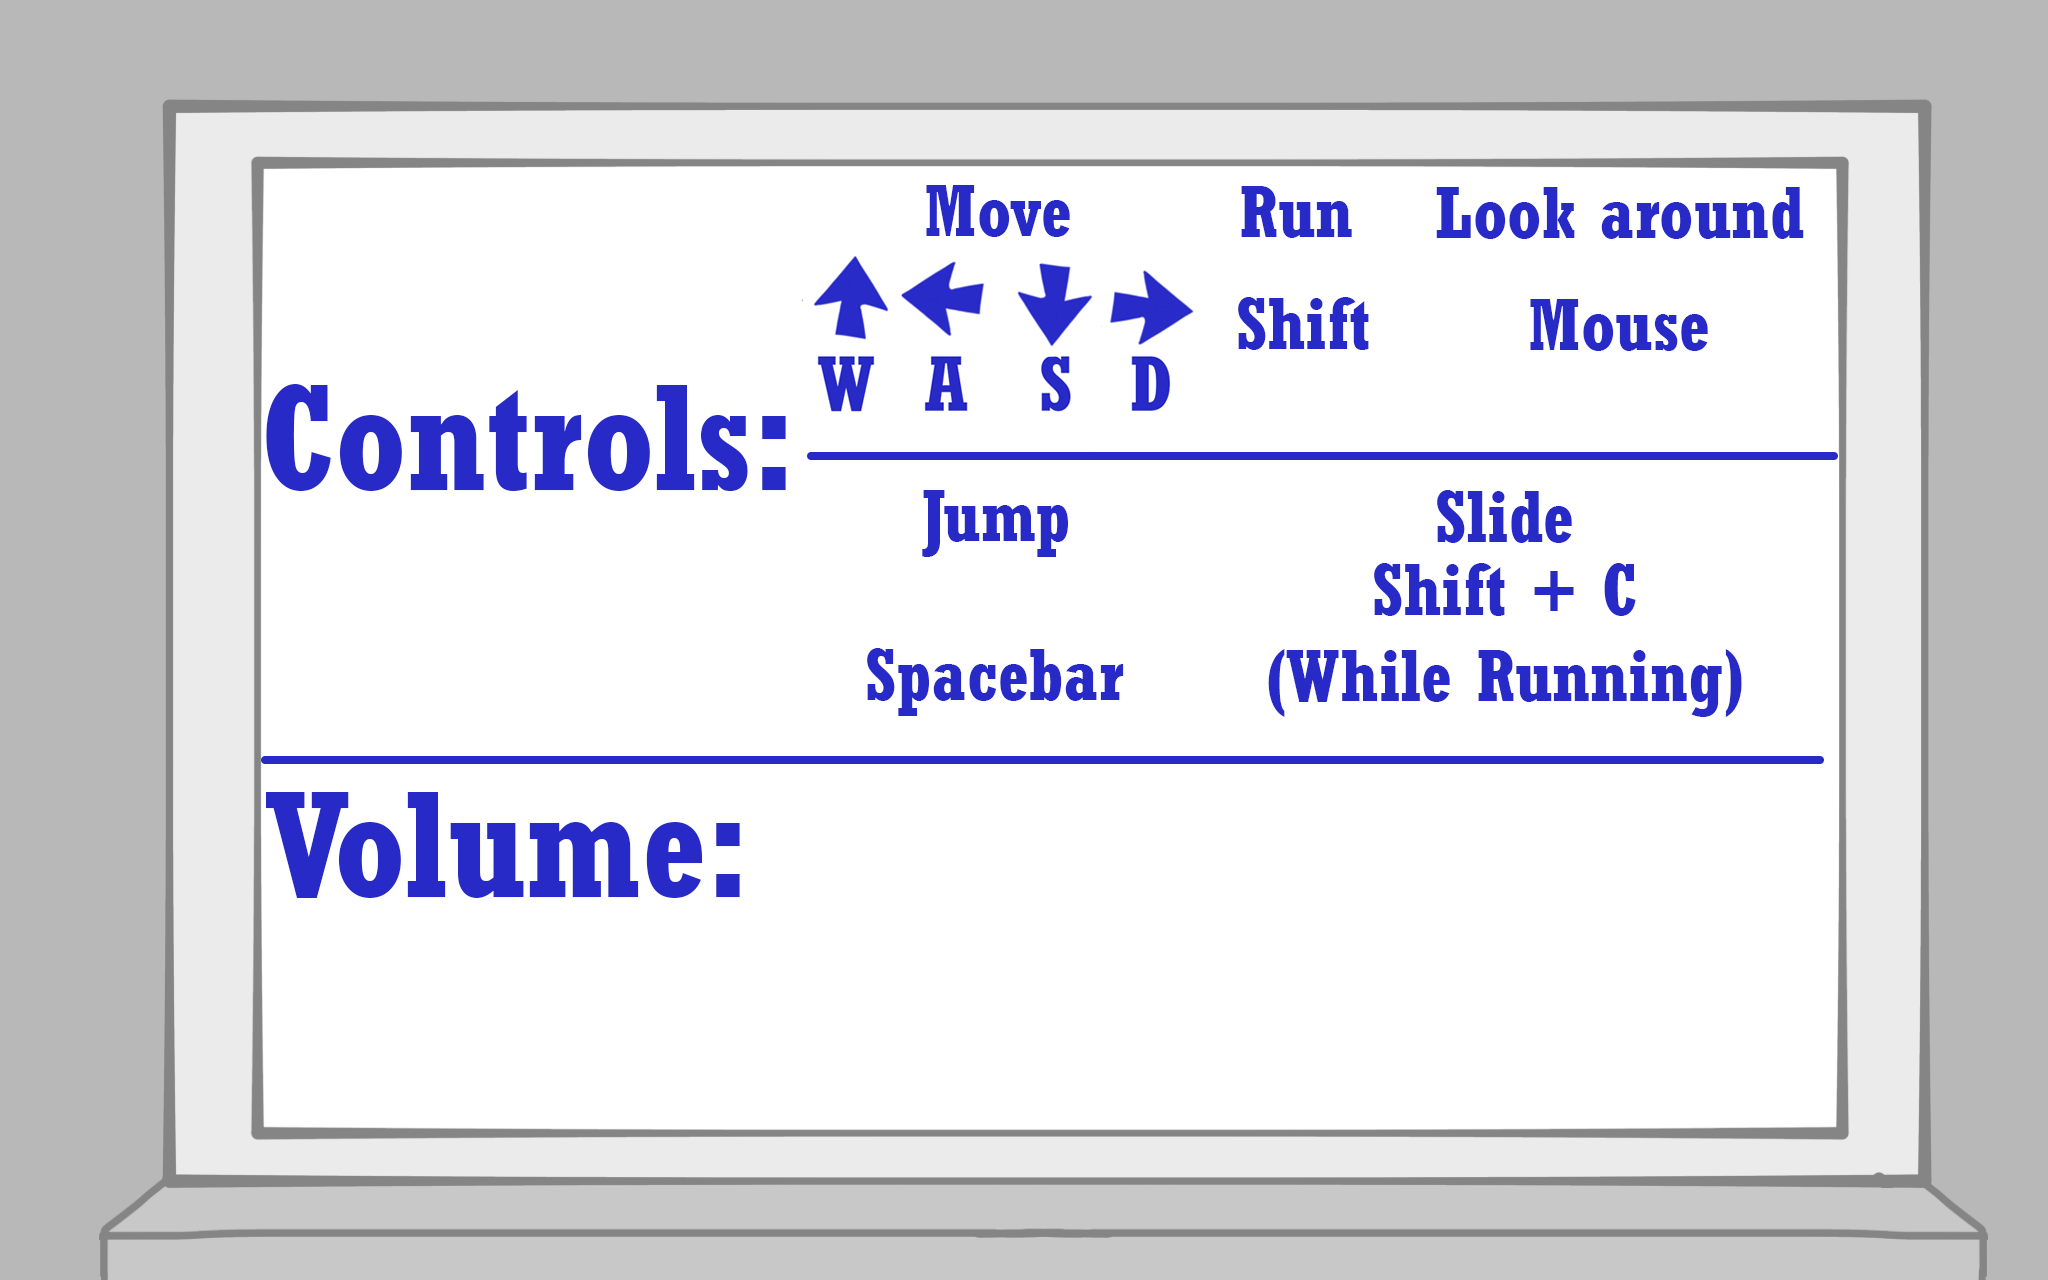 Move Run Look around
Shift Mouse
W A S D
Controls:
Jump Slide
Shift + C
Spacebar (While Running)
Volume: